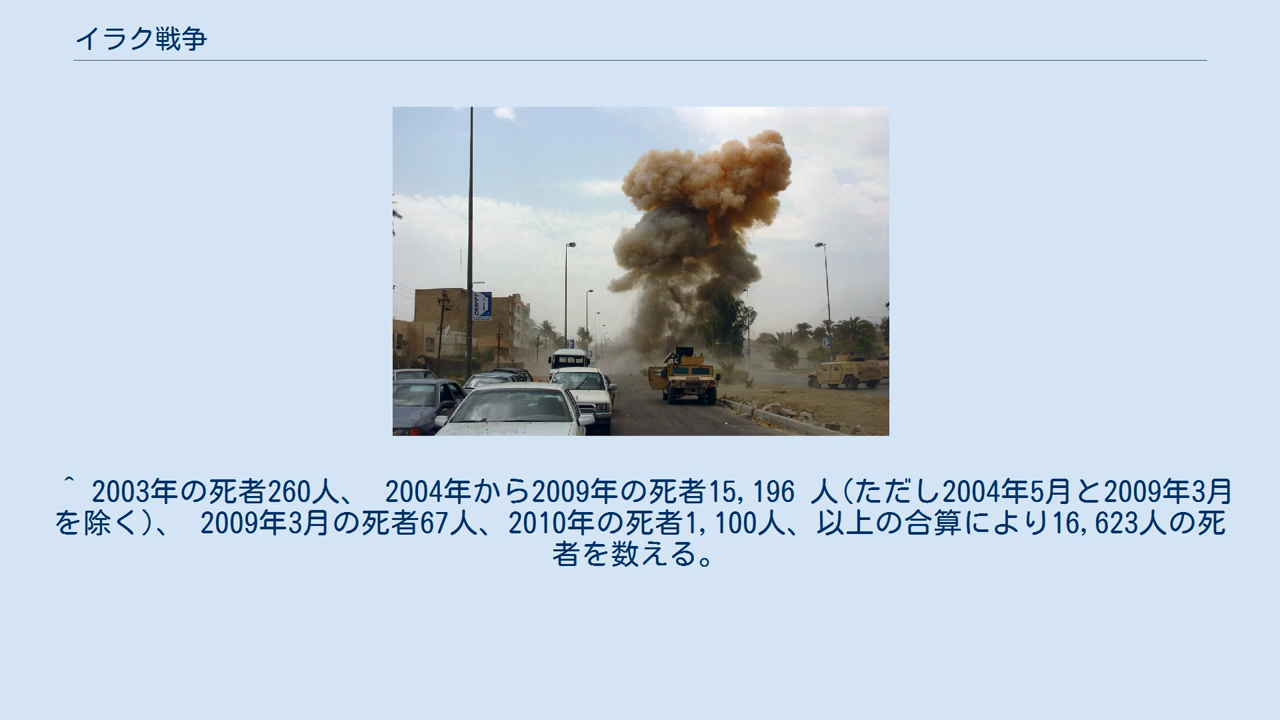 イラク戦争
^ 2003年の死者260人、 2004年から2009年の死者15,196 人(ただし2004年5月と2009年3月
を除く)、 2009年3月の死者67人、2010年の死者1,100人、以上の合算により16,623人の死
者を数える。